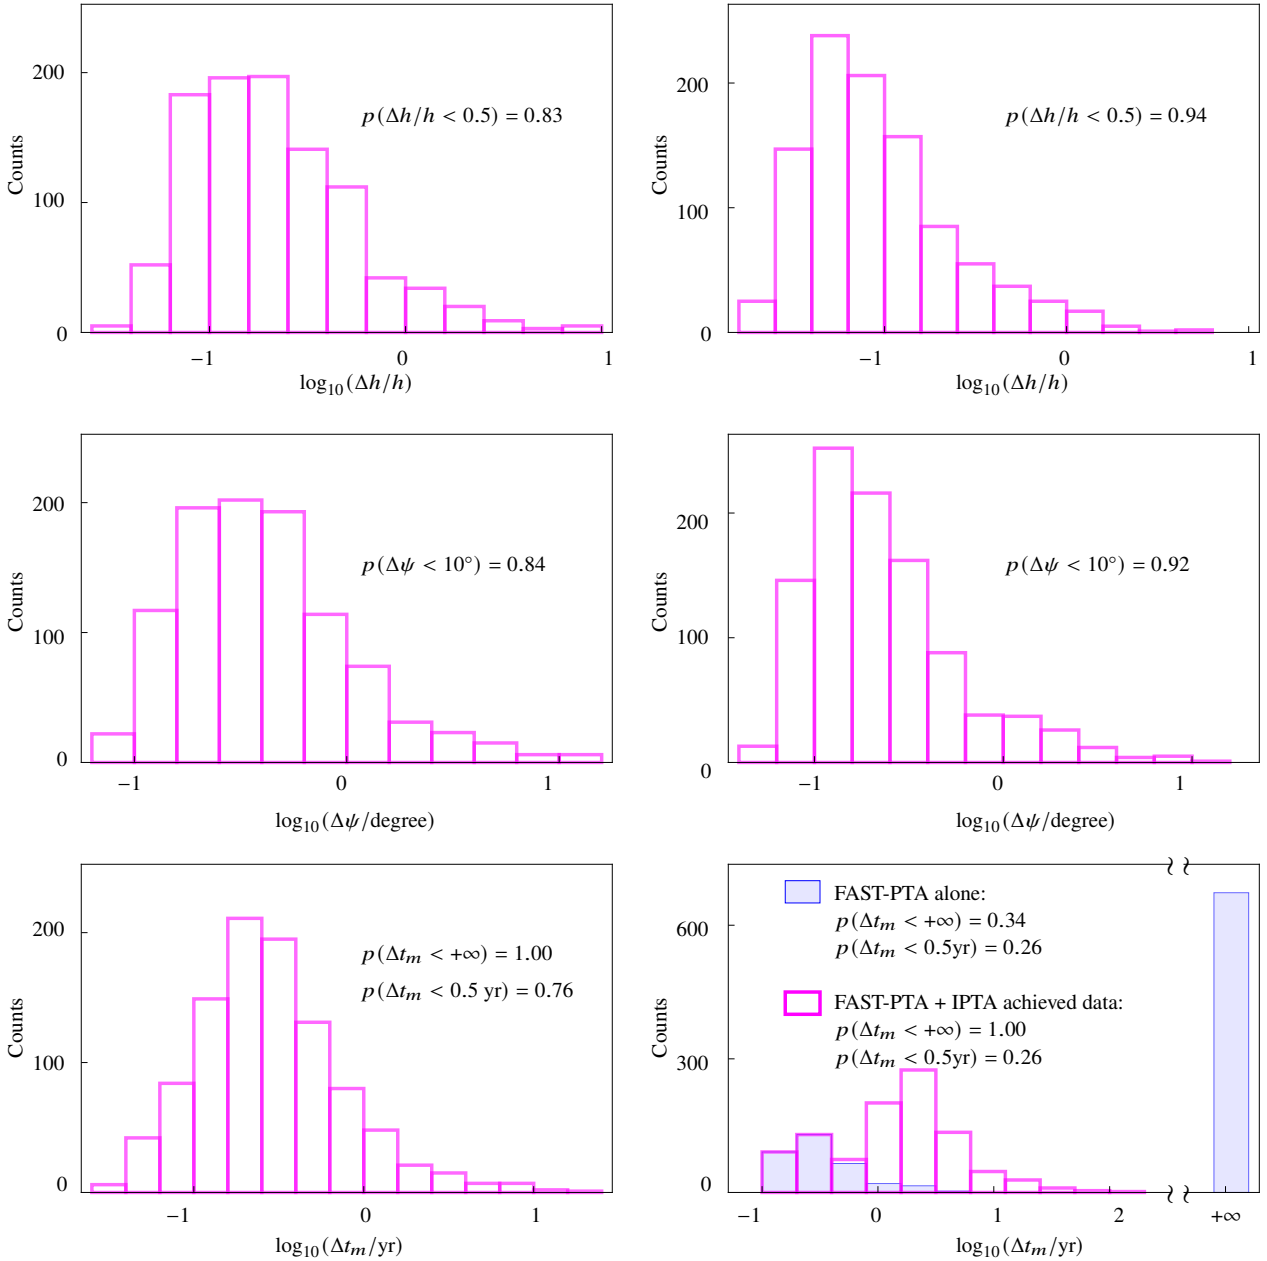 Counts
200
100
0
p(Δh/h < 0.5) = 0.83
−1
0
1
log₁₀(Δh/h)
Counts
200
100
0
p(Δh/h < 0.5) = 0.94
−1
0
1
log₁₀(Δh/h)
Counts
200
100
0
p(Δψ < 10°) = 0.84
−1
0
1
log₁₀(Δψ/degree)
Counts
200
100
0
p(Δψ < 10°) = 0.92
−1
0
1
log₁₀(Δψ/degree)
Counts
200
100
0
p(Δtₘ < +∞) = 1.00
p(Δtₘ < 0.5 yr) = 0.76
−1
0
1
log₁₀(Δtₘ/yr)
Counts
600
300
0
FAST-PTA alone:
p(Δtₘ < +∞) = 0.34
p(Δtₘ < 0.5yr) = 0.26
FAST-PTA + IPTA achieved data:
p(Δtₘ < +∞) = 1.00
p(Δtₘ < 0.5yr) = 0.26
−1
0
1
2
+∞
log₁₀(Δtₘ/yr)